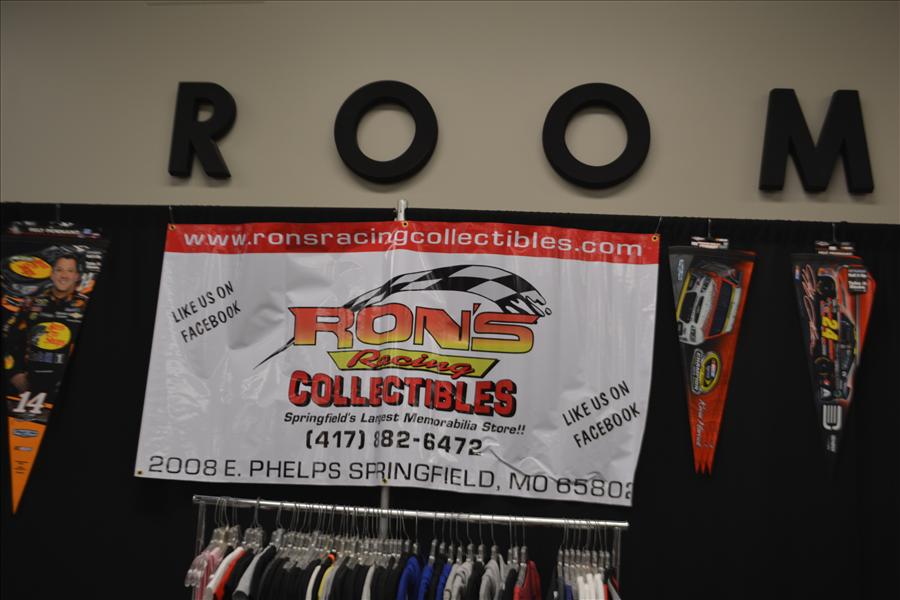 ROOM
www.ronsracingcollectibles.com
LIKE US ON
FACEBOOK
RON'S
Racing
COLLECTIBLES
Springfield's Largest Memorabilia Store!!
(417) 882-6472
LIKE US ON
FACEBOOK
2008 E. PHELPS SPRINGFIELD, MO 65802
14
24